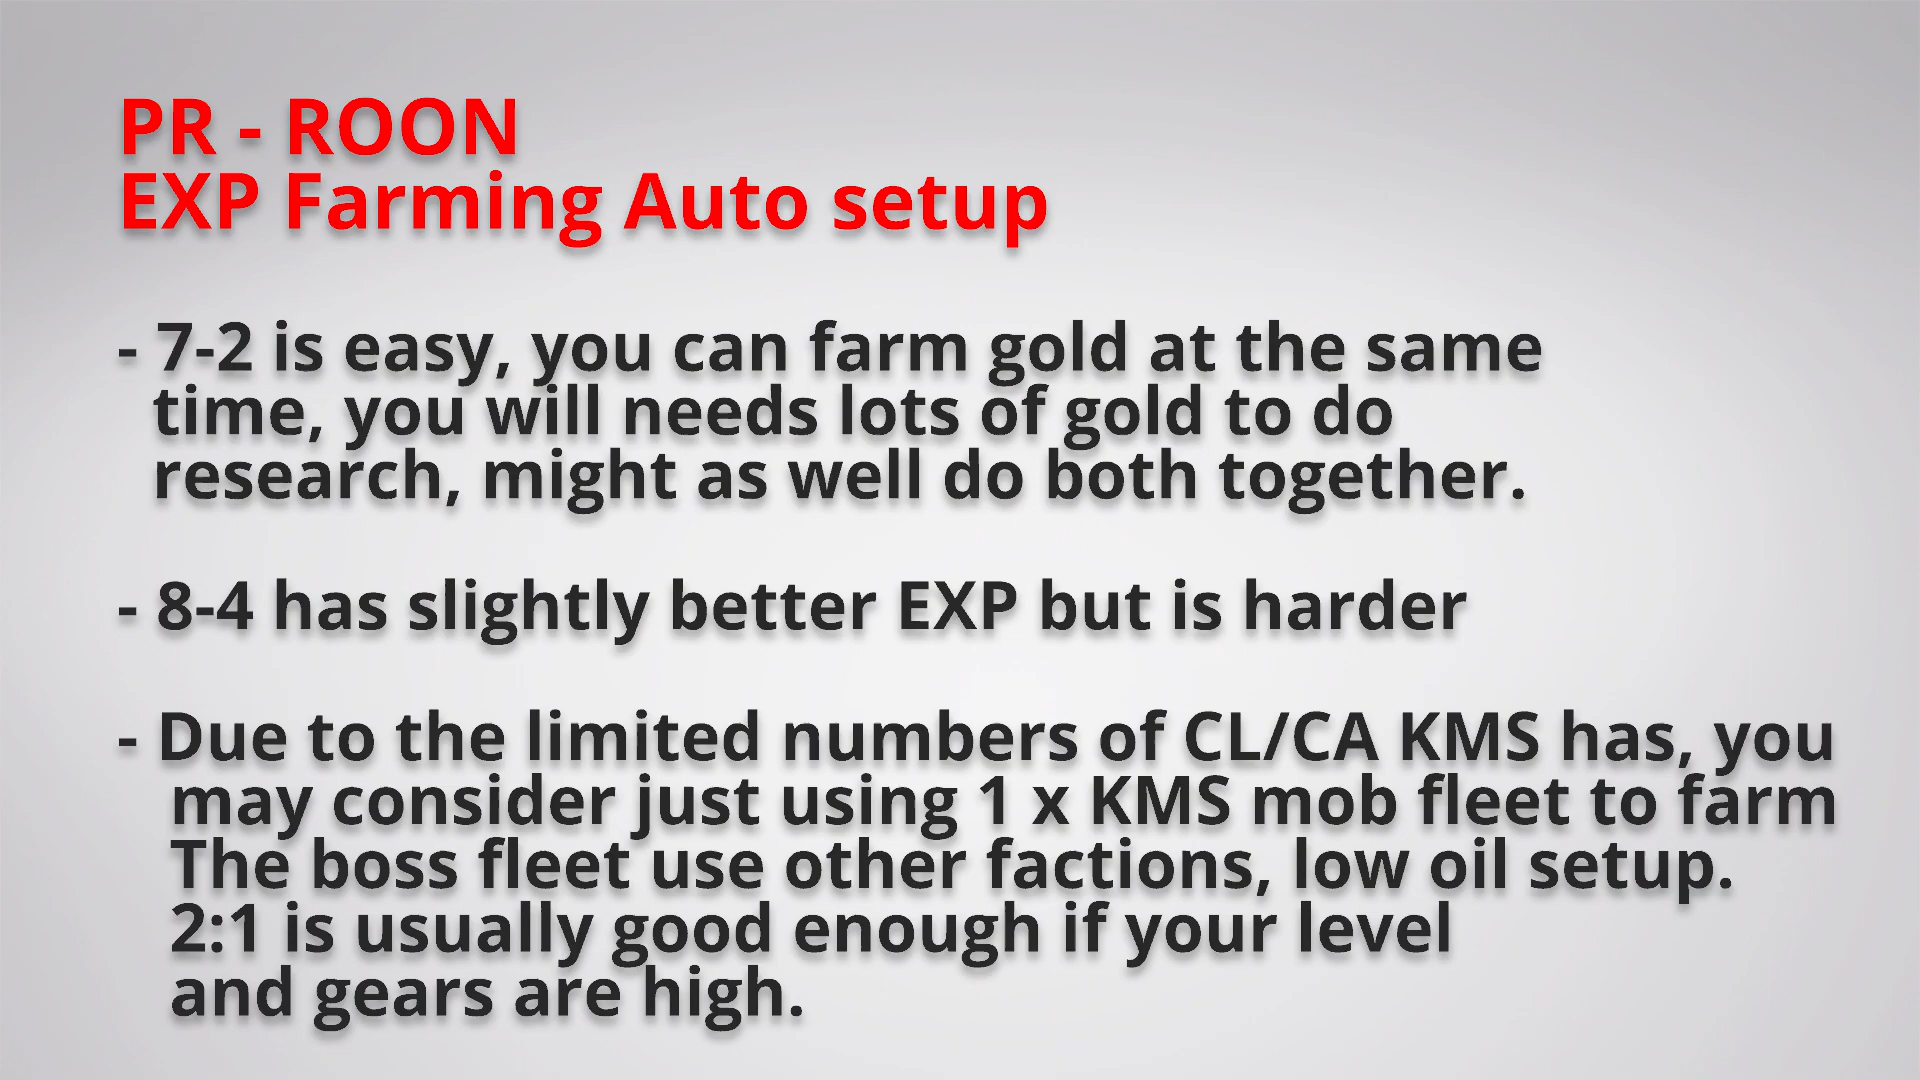 PR - ROON
EXP Farming Auto setup
- 7-2 is easy, you can farm gold at the same
time, you will needs lots of gold to do
research, might as well do both together.
- 8-4 has slightly better EXP but is harder
- Due to the limited numbers of CL/CA KMS has, you
may consider just using 1 x KMS mob fleet to farm
The boss fleet use other factions, low oil setup.
2:1 is usually good enough if your level
and gears are high.